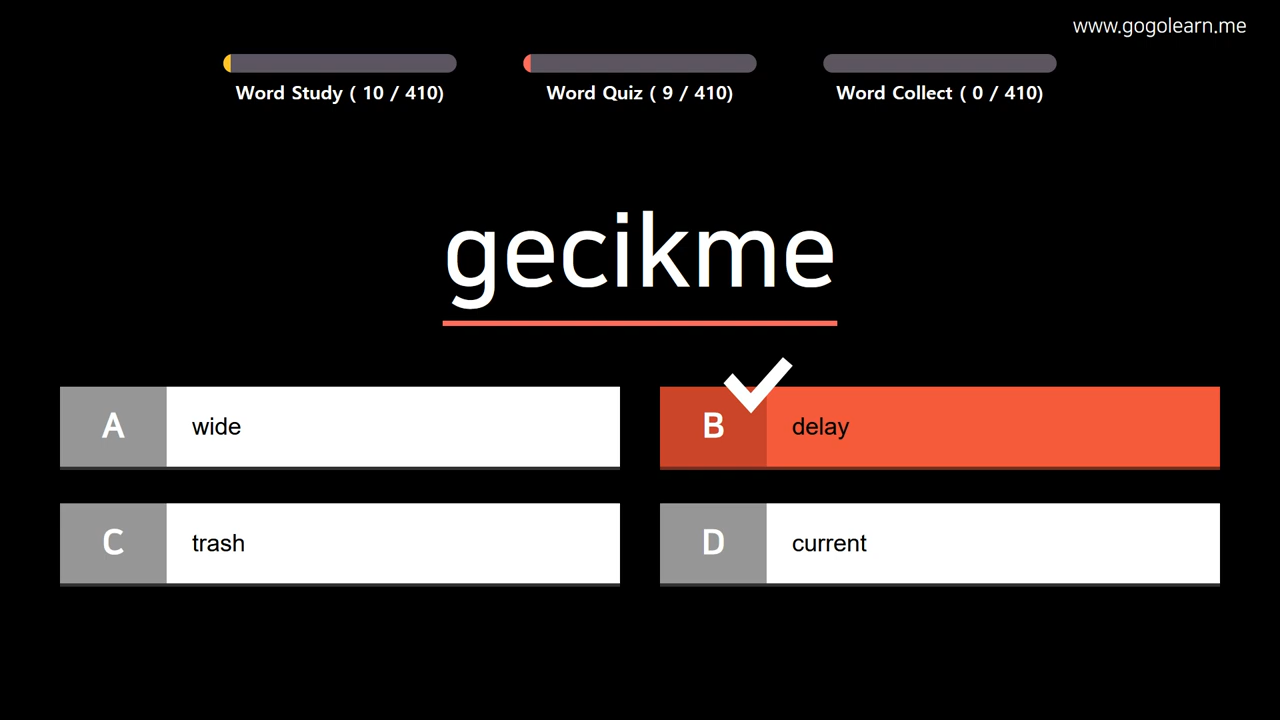 www.gogolearn.me
Word Study ( 10 / 410)
Word Quiz ( 9 / 410)
Word Collect ( 0 / 410)
gecikme
A wide
B delay
C trash
D current